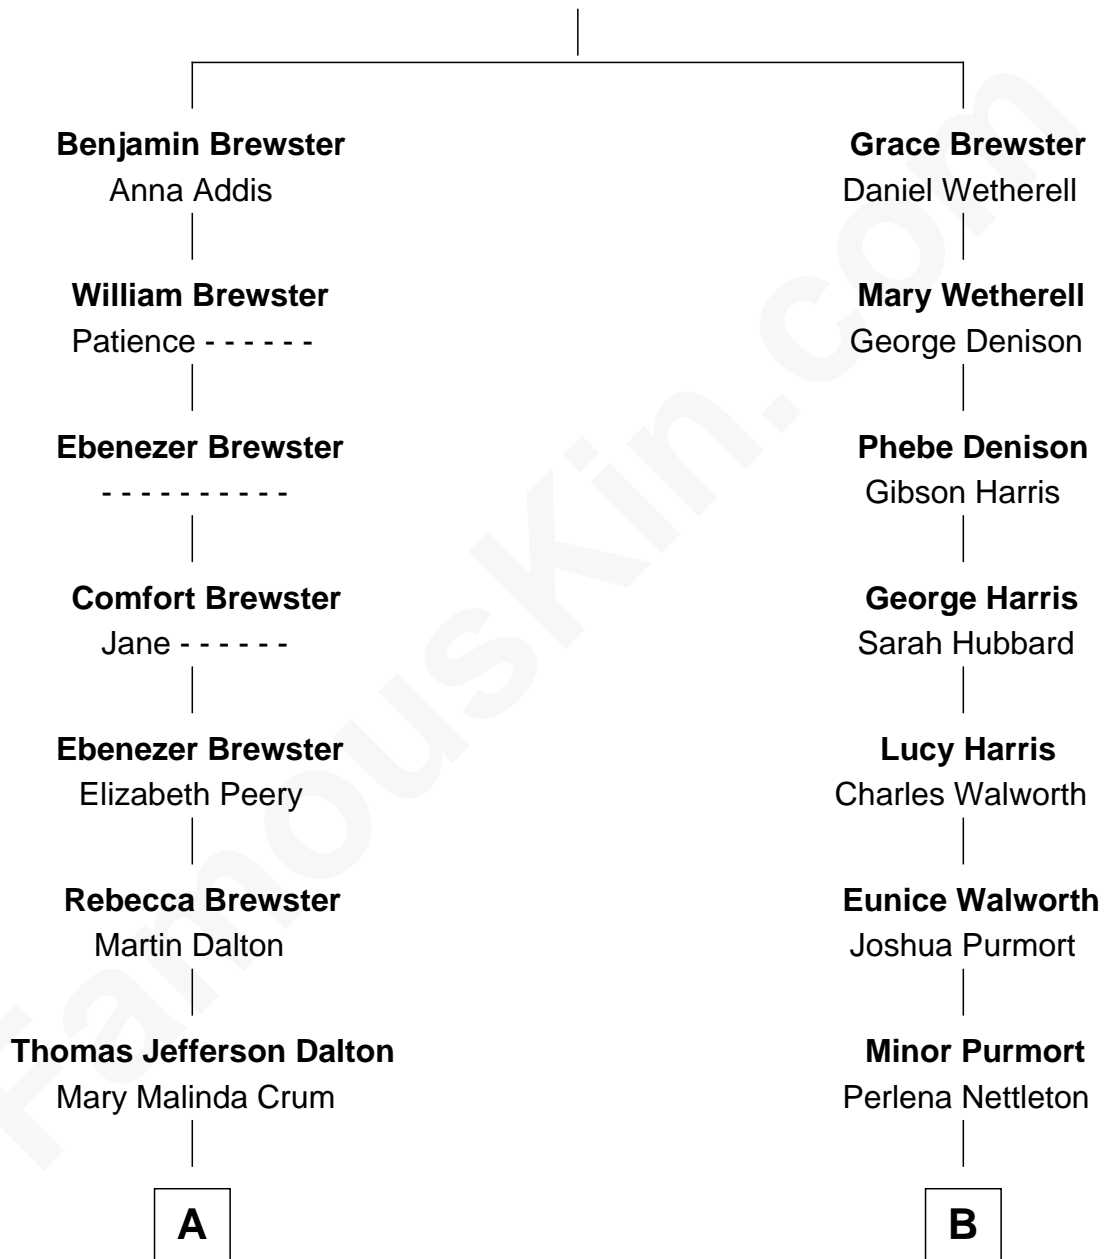 Benjamin Brewster
Anna Addis
William Brewster
Patience - - - - - -
Ebenezer Brewster
- - - - - - - - - -
Comfort Brewster
Jane - - - - - -
Ebenezer Brewster
Elizabeth Peery
Rebecca Brewster
Martin Dalton
Thomas Jefferson Dalton
Mary Malinda Crum
A
Grace Brewster
Daniel Wetherell
Mary Wetherell
George Denison
Phebe Denison
Gibson Harris
George Harris
Sarah Hubbard
Lucy Harris
Charles Walworth
Eunice Walworth
Joshua Purmort
Minor Purmort
Perlena Nettleton
B
FamousKin.com